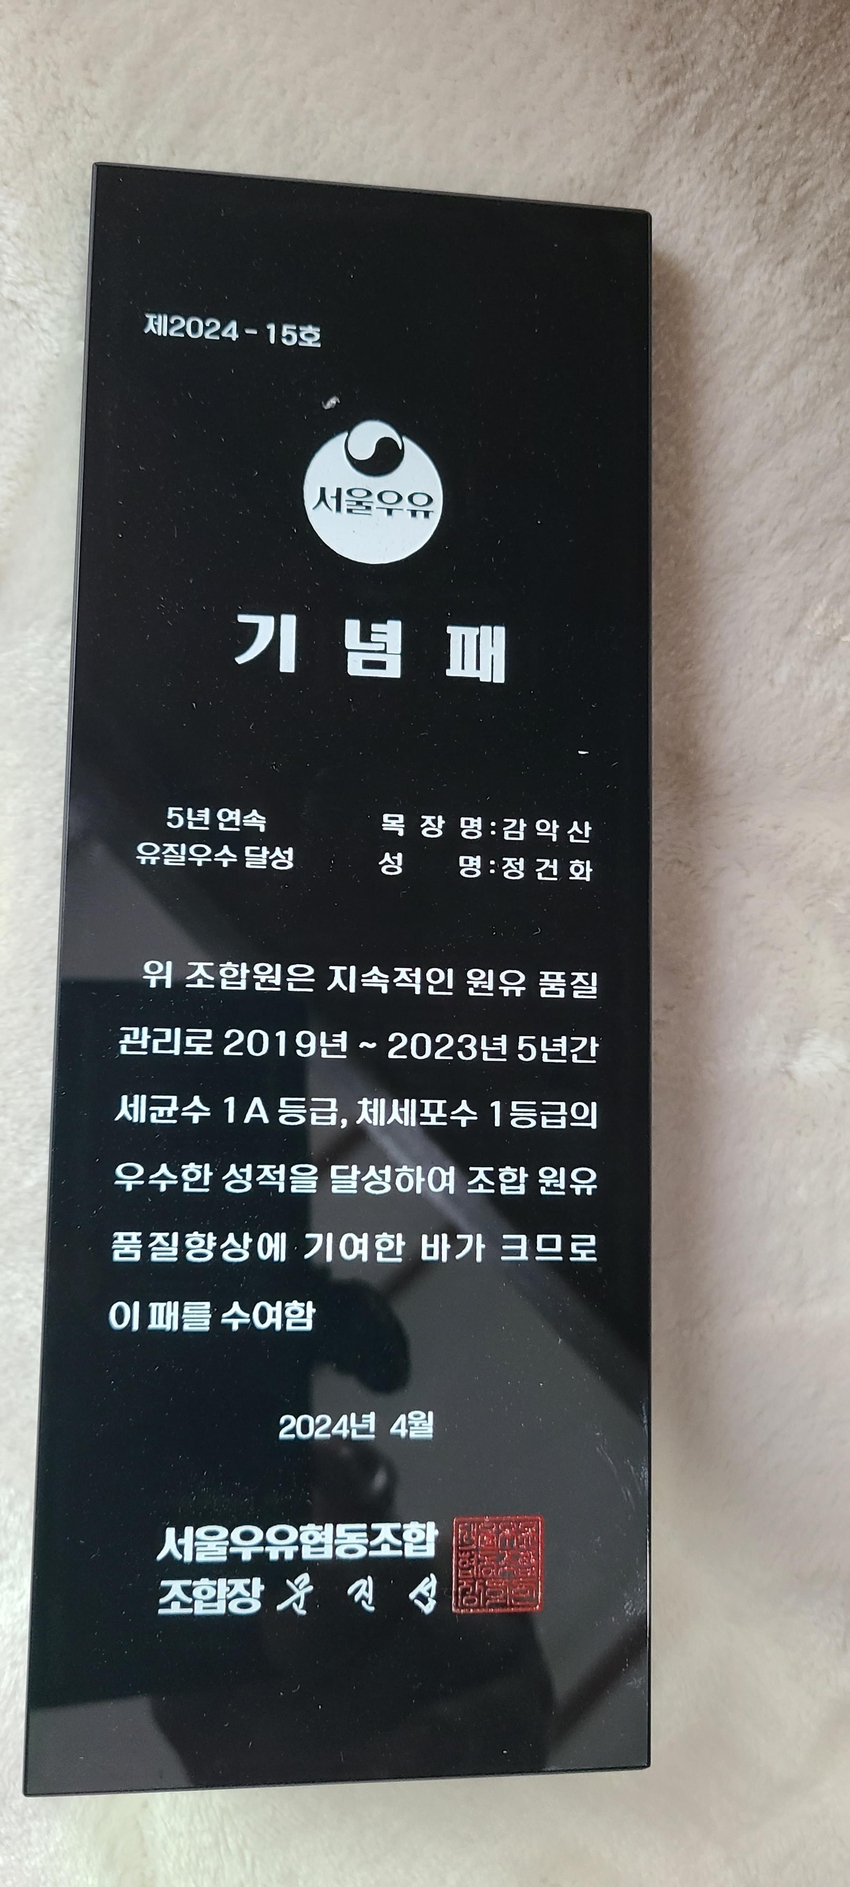 제2024 - 15호
서울우유
기 념 패
5년 연속
유질우수 달성
목 장 명 : 감 악 산
성 명 : 정 건 화
위 조합원은 지속적인 원유 품질
관리로 2019년 ~ 2023년 5년간
세균수 1A 등급, 체세포수 1등급의
우수한 성적을 달성하여 조합 원유
품질향상에 기여한 바가 크므로
이 패를 수여함
2024년 4월
서울우유협동조합
조합장 문 진 섭